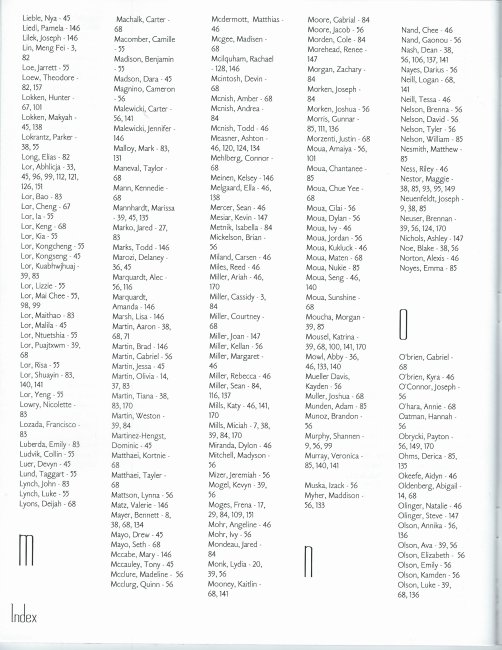 Lieble, Nya - 45
Liedl, Pamela - 146
Lilek, Joseph - 146
Lin, Meng Fei - 3,
82
Loe, Jarrett - 55
Loew, Theodore -
82, 157
Lokken, Hunter -
67, 101
Lokken, Makyah -
45, 138
Lokrantz, Parker -
38, 55
Long, Elias - 82
Lor, Abhlicja - 33,
45, 96, 99, 112, 121,
126, 151
Lor, Bao - 83
Lor, Cheng - 67
Lor, Ia - 55
Lor, Keng - 68
Lor, Kia - 55
Lor, Kongcheng - 55
Lor, Kongseng - 45
Lor, Kuabhwjhuaj -
39, 83
Lor, Lizzie - 55
Lor, Mai Chee - 55,
98, 99
Lor, Maithao - 83
Lor, Malila - 45
Lor, Ntuetshia - 55
Lor, Puajtxwm - 39,
68
Lor, Risa - 55
Lor, Shuayin - 83,
140, 141
Lor, Yeng - 55
Lowry, Nicolette -
83
Lozada, Francisco -
83
Luberda, Emily - 83
Ludvik, Collin - 55
Luer, Devyn - 45
Lund, Taggart - 55
Lynch, John - 83
Lynch, Luke - 55
Lyons, Deijah - 68
m
Machalk, Carter -
68
Macomber, Camille
- 55
Madison, Benjamin
- 55
Madson, Dara - 45
Magnino, Cameron
- 56
Malewicki, Carter -
56, 141
Malewicki, Jennifer -
146
Malloy, Mark - 83,
131
Maneval, Taylor -
68
Mann, Kennedie -
68
Mannhardt, Marissa
- 39, 45, 135
Marko, Jared - 27,
83
Marks, Todd - 146
Marozi, Delaney -
36, 45
Marquardt, Alec -
56, 116
Marquardt,
Amanda - 146
Marsh, Lisa - 146
Martin, Aaron - 38,
68, 71
Martin, Brad - 146
Martin, Gabriel - 56
Martin, Jessa - 45
Martin, Olivia - 14,
37, 83
Martin, Tiana - 38,
83, 170
Martin, Weston -
39, 84
Martinez-Hengst,
Dominic - 45
Matthaei, Kortnie -
68
Matthaei, Tayler -
68
Mattson, Lynna - 56
Matz, Valerie - 146
Mayer, Bennett - 8,
38, 68, 134
Mayo, Drew - 45
Mayo, Seth - 68
Mccabe, Mary - 146
Mccauley, Tony - 45
Mcclure, Madeline - 56
Mcclurg, Quinn - 56
Mcdermott, Matthias -
46
Mcgee, Madisen -
68
Mcilquham, Rachael
- 128, 146
Mcintosh, Devin -
68
Mcnish, Amber - 68
Mcnish, Andrea -
84
Mcnish, Todd - 46
Measner, Ashton -
46, 120, 124, 134
Mehlberg, Connor -
68
Meinen, Kelsey - 146
Melgaard, Ella - 46,
138
Mercer, Sean - 46
Mesiar, Kevin - 147
Metnik, Isabella - 84
Mickelson, Brian -
56
Miland, Carsen - 46
Miles, Reed - 46
Miller, Ariah - 46,
170
Miller, Cassidy - 3,
84
Miller, Courtney -
68
Miller, Joan - 147
Miller, Kellan - 56
Miller, Margaret -
46
Miller, Rebecca - 46
Miller, Sean - 84,
116, 137
Mills, Katy - 46, 141,
170
Mills, Miciah - 7, 38,
39, 84, 170
Miranda, Dylon - 46
Mitchell, Madyson
- 56
Mizer, Jeremiah - 56
Mogel, Kevyn - 39,
56
Moges, Frena - 17,
29, 84, 109, 151
Mohr, Angeline - 46
Mohr, Ivy - 56
Mondeau, Jared -
84
Monk, Lydia - 20,
39, 56
Mooney, Kaitlin -
68, 141
Moore, Gabrial - 84
Moore, Jacob - 56
Morden, Cole - 84
Morehead, Renee -
147
Morgan, Zachary -
84
Morken, Joseph -
84
Morken, Joshua - 56
Morris, Gunnar -
85, 111, 136
Morzenti, Justin - 68
Moua, Amaiya - 56,
101
Moua, Chantanee -
85
Moua, Chue Yee -
68
Moua, Cilai - 56
Moua, Dylan - 56
Moua, Ivy - 46
Moua, Jordan - 56
Moua, Kukluck - 46
Moua, Maten - 68
Moua, Nukie - 85
Moua, Seng - 46,
140
Moua, Sunshine -
68
Moucha, Morgan -
39, 85
Mousel, Katrina -
39, 68, 100, 141, 170
Mowl, Abby - 36,
46, 133, 140
Mueller Davis,
Kayden - 56
Muller, Joshua - 68
Munden, Adam - 85
Munoz, Brandon -
56
Murphy, Shannen -
9, 56, 99
Murray, Veronica -
85, 140, 141
Muska, Izack - 56
Myher, Maddison -
56, 133
n
Nand, Chee - 46
Nand, Gaonou - 56
Nash, Dean - 38,
56, 106, 137, 141
Nayes, Darius - 56
Neill, Logan - 68,
141
Neill, Tessa - 46
Nelson, Brenna - 56
Nelson, David - 56
Nelson, Tyler - 56
Nelson, William - 85
Nesmith, Matthew -
85
Ness, Riley - 46
Nestor, Maggie -
38, 85, 93, 95, 149
Neuenfeldt, Joseph -
9, 38, 85
Neuser, Brennan -
39, 56, 124, 170
Nichols, Ashley - 147
Noe, Blake - 38, 56
Norton, Alexis - 46
Noyes, Emma - 85
O
O'brien, Gabriel -
68
O'brien, Kyra - 46
O'Connor, Joseph -
56
O'hara, Annie - 68
Oatman, Hannah -
56
Obrycki, Payton -
56, 149, 170
Ohms, Derica - 85,
135
Okeefe, Aidyn - 46
Oldenberg, Abigail -
14, 68
Olinger, Natalie - 46
Olinger, Steve - 147
Olson, Annika - 56,
136
Olson, Ava - 39, 56
Olson, Elizabeth - 56
Olson, Emily - 56
Olson, Kamden - 56
Olson, Luke - 39,
68, 136
Index